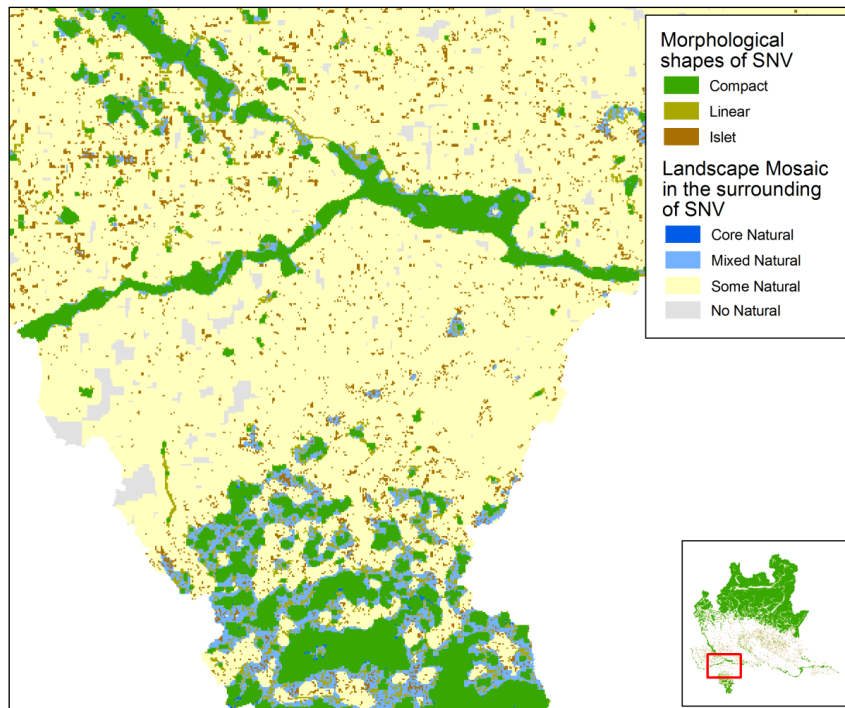 Morphological
shapes of SNV
Compact
Linear
Islet
Landscape Mosaic
in the surrounding
of SNV
Core Natural
Mixed Natural
Some Natural
No Natural